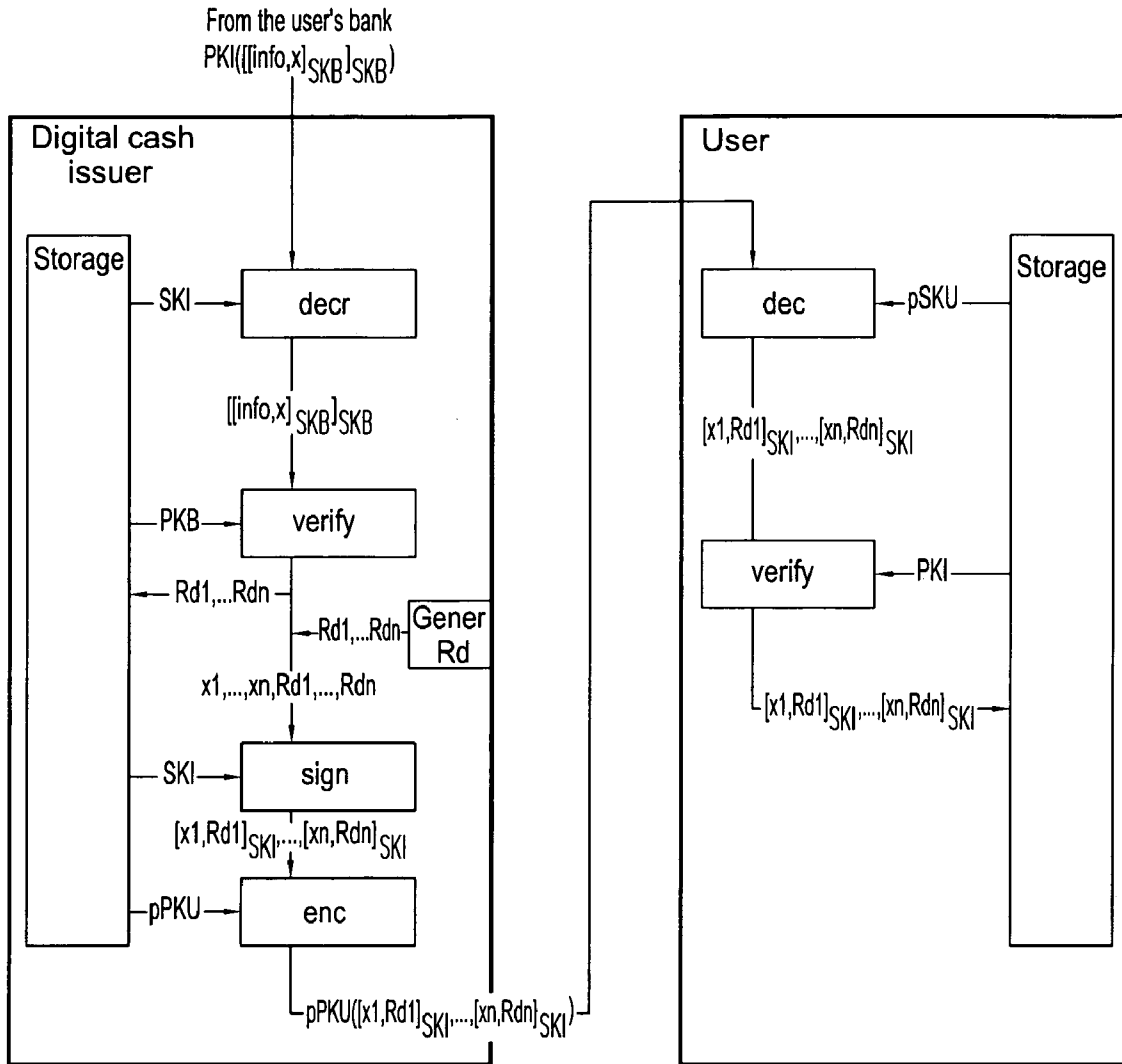 From the user's bank
PKI([[info,x]SKB]SKB)
Digital cash
issuer
Storage
SKI
decr
[[info,x]SKB]SKB
PKB
verify
Rd1,...Rdn
Rd1,...Rdn
Gener
Rd
x1,...,xn,Rd1,...,Rdn
SKI
sign
[x1,Rd1]SKI,...,[xn,Rdn]SKI
pPKU
enc
pPKU([x1,Rd1]SKI,...,[xn,Rdn]SKI)
User
Storage
dec
pSKU
[x1,Rd1]SKI,...,[xn,Rdn]SKI
verify
PKI
[x1,Rd1]SKI,...,[xn,Rdn]SKI